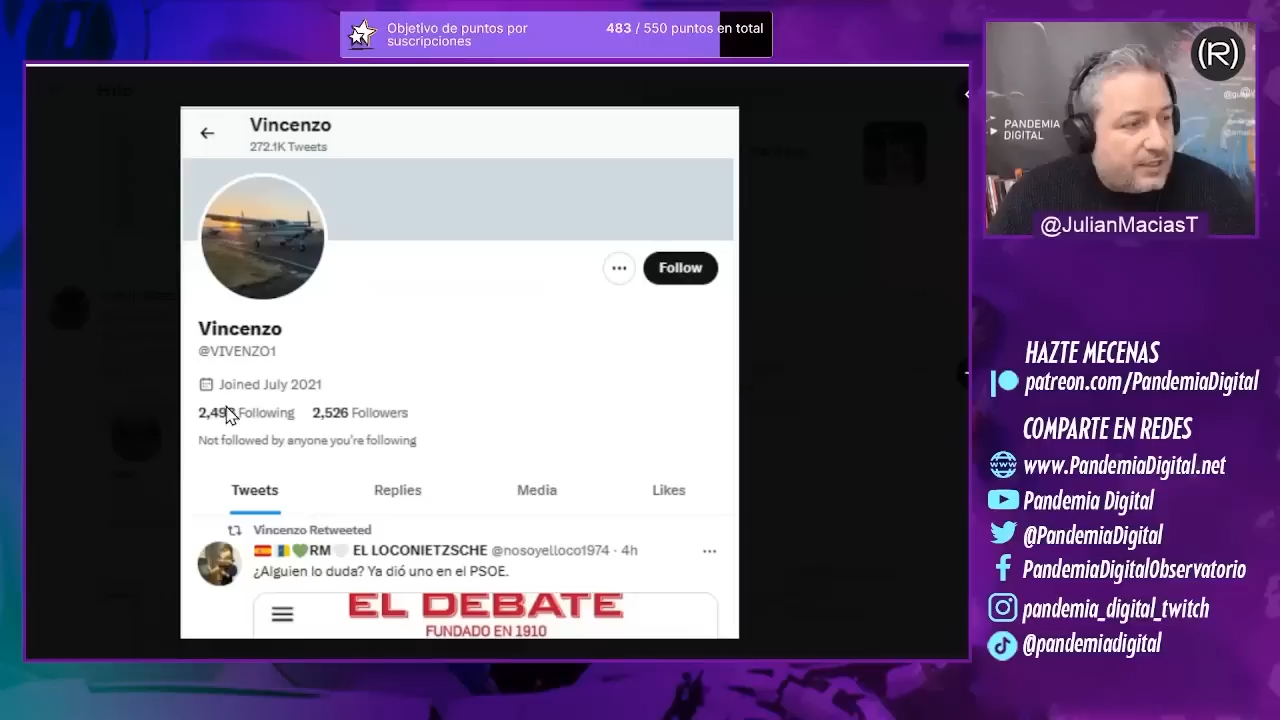 Objetivo de puntos por
suscripciones
483 / 550 puntos en total
Vincenzo
272.1K Tweets
Follow
Vincenzo
@VIVENZO1
Joined July 2021
Following 2,526 Followers
Not followed by anyone you're following
Tweets Replies Media Likes
Vincenzo Retweeted
RM EL LOCONIETZSCHE @nosoyelloco1974 · 4h
¿Alguien lo duda? Ya dió uno en el PSOE.
EL DEBATE
FUNDADO EN 1910
(R)
PANDEMIA
DIGITAL
@JulianMaciasT
HAZTE MECENAS
patreon.com/PandemiaDigital
COMPARTE EN REDES
www.PandemiaDigital.net
Pandemia Digital
@PandemiaDigital
PandemiaDigitalObservatorio
pandemia_digital_twitch
@pandemiadigital